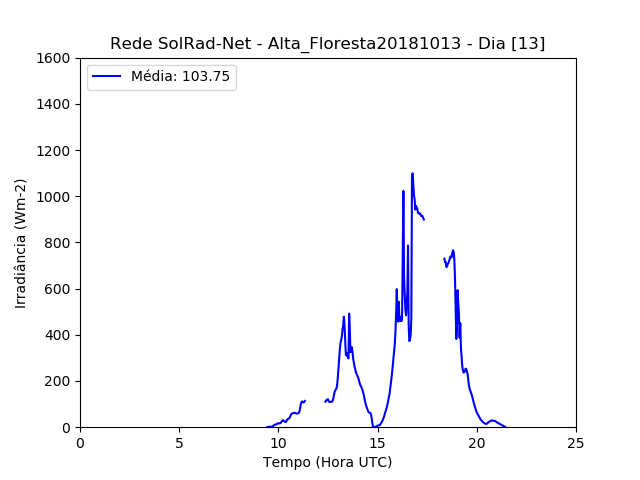 Rede SolRad-Net - Alta_Floresta20181013 - Dia [13]
Média: 103.75
1600
1400
1200
1000
800
600
400
200
0
Irradiância (Wm-2)
0 5 10 15 20 25
Tempo (Hora UTC)